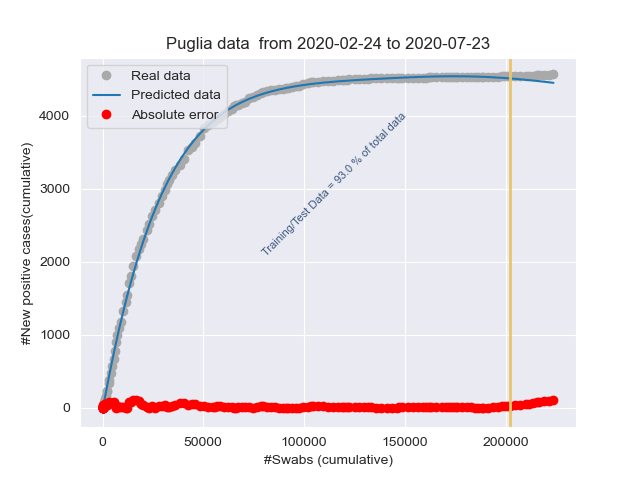 Puglia data  from 2020-02-24 to 2020-07-23
Real data
Predicted data
Absolute error
4000
3000
2000
1000
0
#New positive cases(cumulative)
Training/Test Data = 93.0 % of total data
0
50000
100000
150000
200000
#Swabs (cumulative)